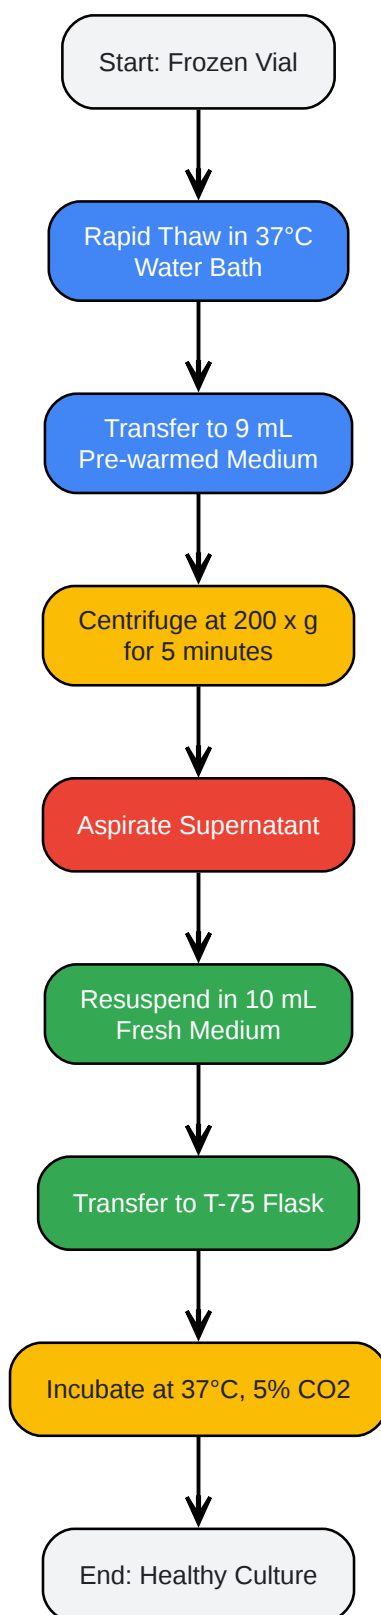 Start: Frozen Vial
Rapid Thaw in 37°C
Water Bath
Transfer to 9 mL
Pre-warmed Medium
Centrifuge at 200 x g
for 5 minutes
Aspirate Supernatant
Resuspend in 10 mL
Fresh Medium
Transfer to T-75 Flask
Incubate at 37°C, 5% CO2
End: Healthy Culture